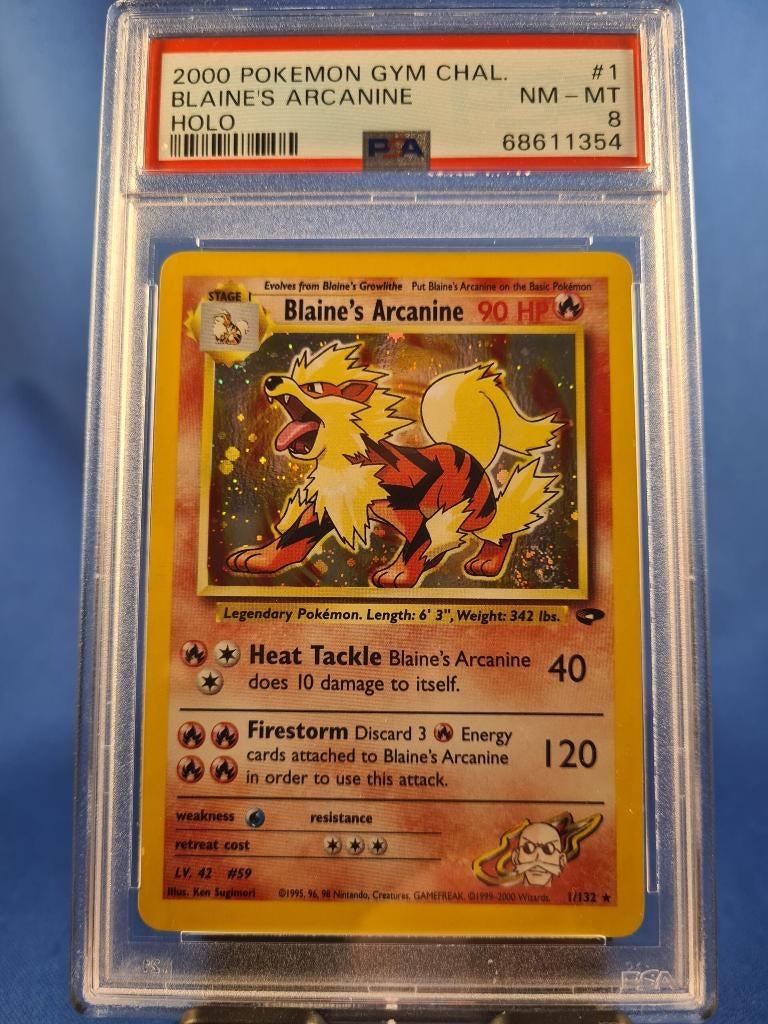 2000 POKEMON GYM CHAL. #1
BLAINE'S ARCANINE NM - MT
HOLO 8
PSA 68611354
Evolves from Blaine's Growlithe Put Blaine's Arcanine on the Basic Pokémon
STAGE 1
Blaine's Arcanine 90 HP
Legendary Pokémon. Length: 6' 3", Weight: 342 lbs.
Heat Tackle Blaine's Arcanine 40
does 10 damage to itself.
Firestorm Discard 3 Energy
cards attached to Blaine's Arcanine 120
in order to use this attack.
weakness resistance
retreat cost
LV. 42 #59
Illus. Ken Sugimori ©1995, 96, 98 Nintendo, Creatures, GAMEFREAK. ©1999-2000 Wizards. 1/132 ★
PSA